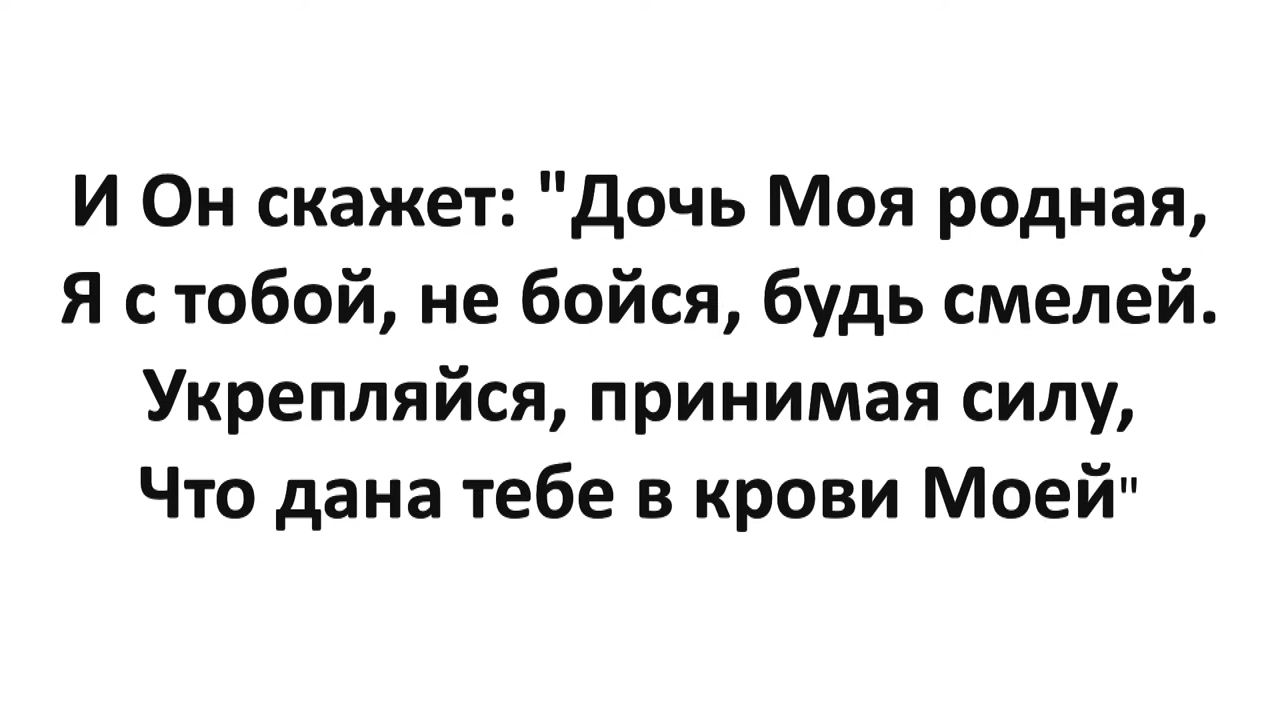 И Он скажет: "Дочь Моя родная,
Я с тобой, не бойся, будь смелей.
Укрепляйся, принимая силу,
Что дана тебе в крови Моей"